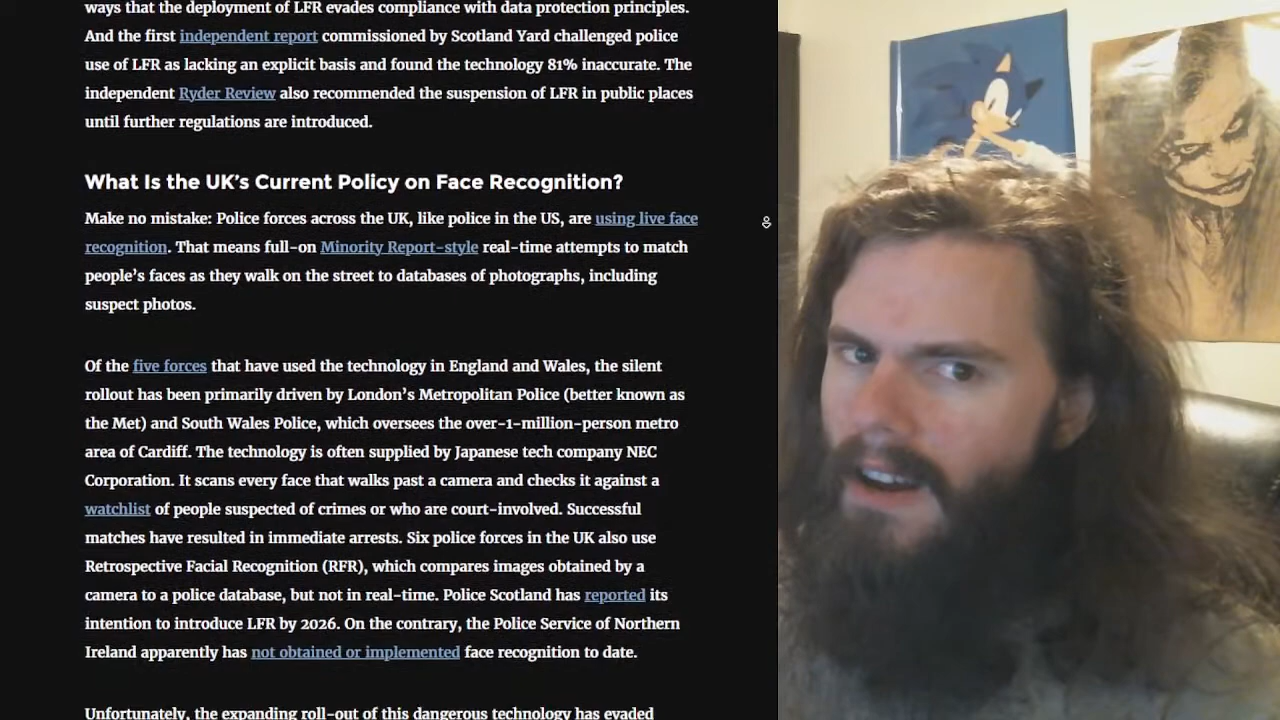 ways that the deployment of LFR evades compliance with data protection principles.
And the first independent report commissioned by Scotland Yard challenged police
use of LFR as lacking an explicit basis and found the technology 81% inaccurate. The
independent Ryder Review also recommended the suspension of LFR in public places
until further regulations are introduced.
What Is the UK’s Current Policy on Face Recognition?
Make no mistake: Police forces across the UK, like police in the US, are using live face
recognition. That means full-on Minority Report-style real-time attempts to match
people’s faces as they walk on the street to databases of photographs, including
suspect photos.
Of the five forces that have used the technology in England and Wales, the silent
rollout has been primarily driven by London’s Metropolitan Police (better known as
the Met) and South Wales Police, which oversees the over-1-million-person metro
area of Cardiff. The technology is often supplied by Japanese tech company NEC
Corporation. It scans every face that walks past a camera and checks it against a
watchlist of people suspected of crimes or who are court-involved. Successful
matches have resulted in immediate arrests. Six police forces in the UK also use
Retrospective Facial Recognition (RFR), which compares images obtained by a
camera to a police database, but not in real-time. Police Scotland has reported its
intention to introduce LFR by 2026. On the contrary, the Police Service of Northern
Ireland apparently has not obtained or implemented face recognition to date.
Unfortunately, the expanding roll-out of this dangerous technology has evaded